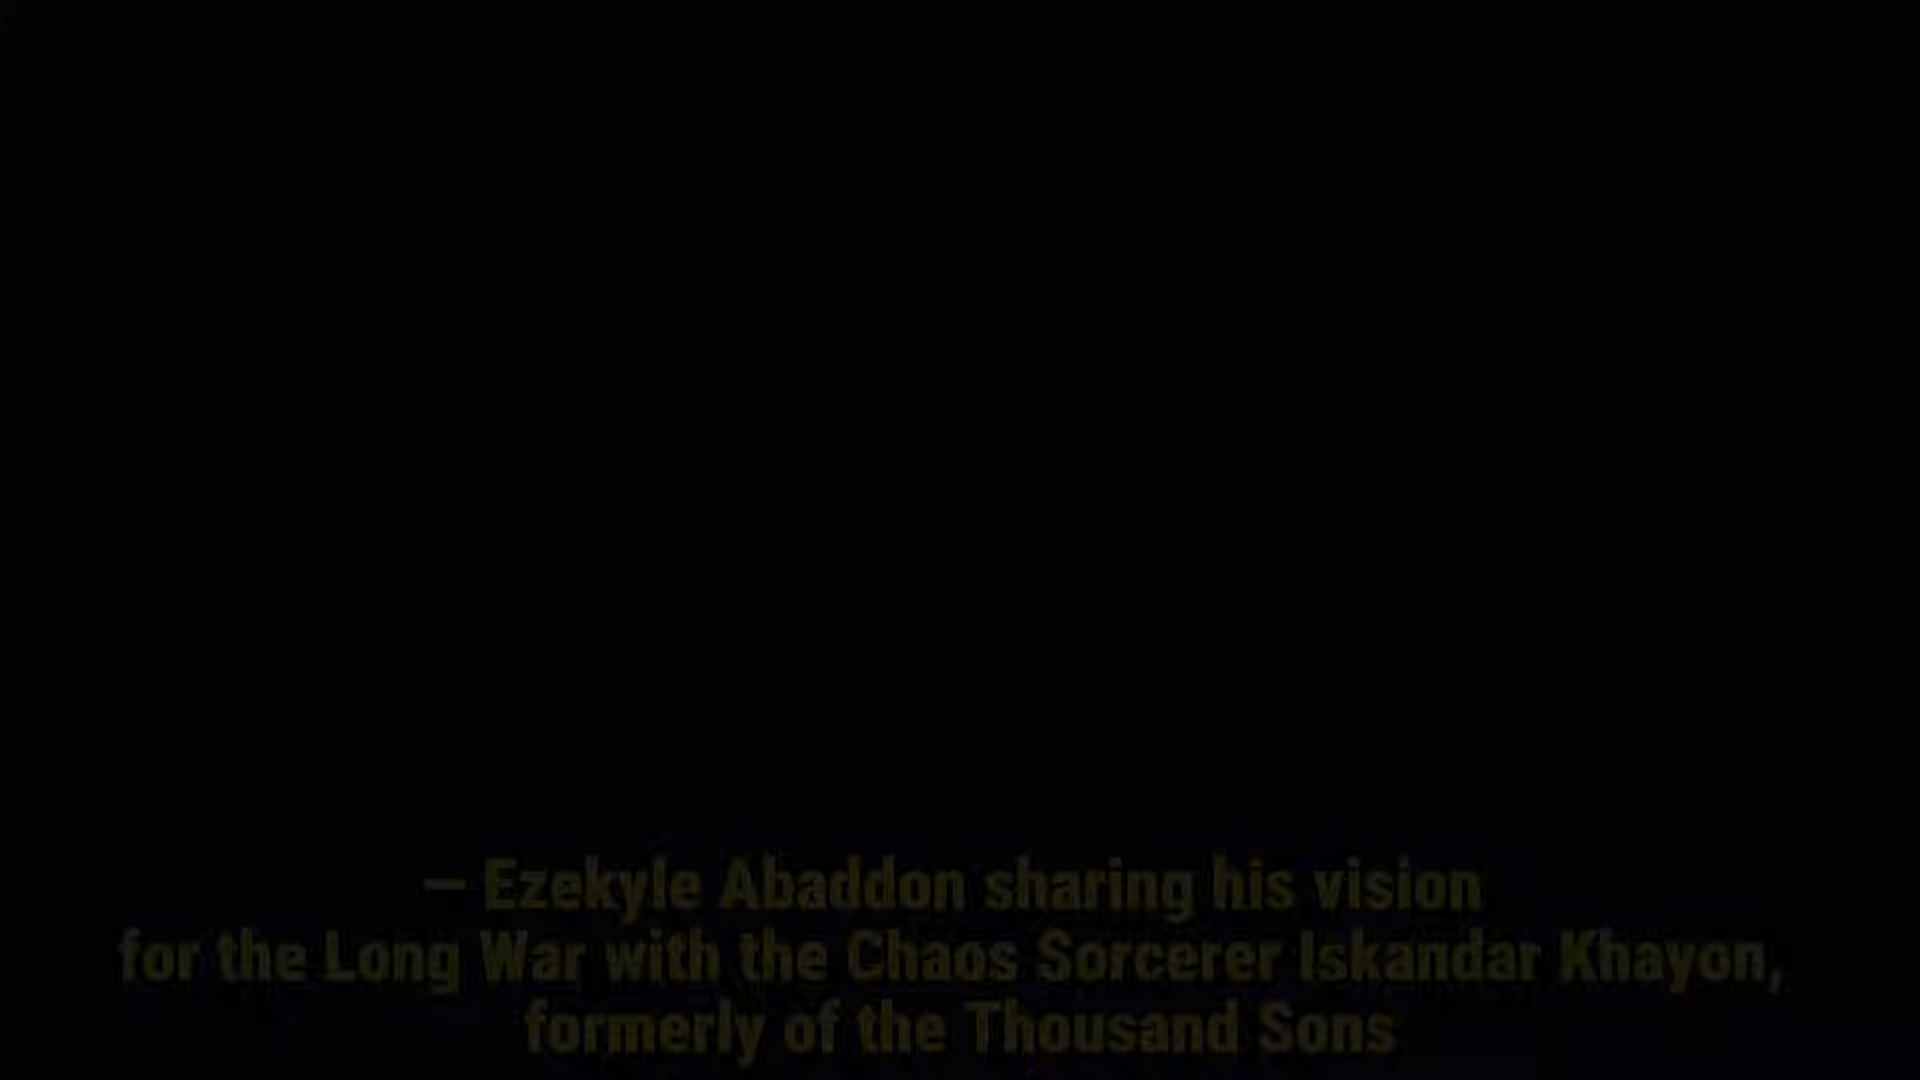 — Ezekyle Abaddon sharing his vision
for the Long War with the Chaos Sorcerer Iskandar Khayon,
formerly of the Thousand Sons